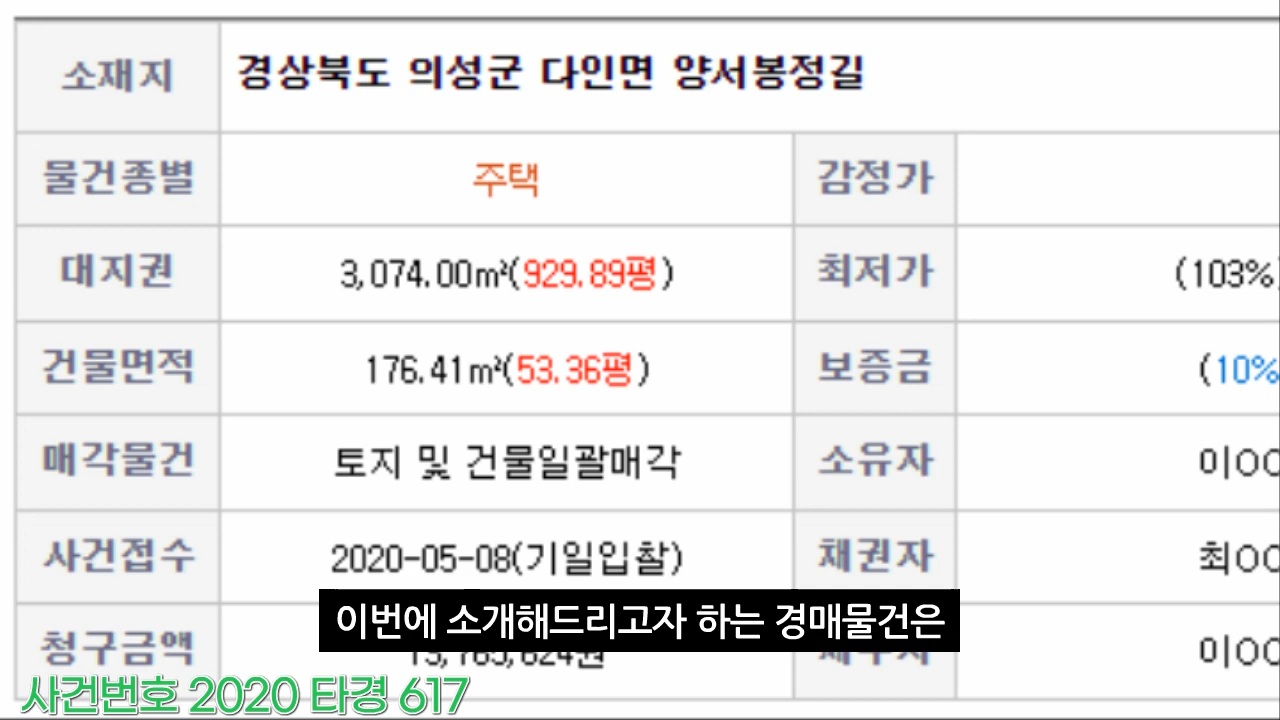 소재지 경상북도 의성군 다인면 양서봉정길
물건종별 주택 감정가
대지권 3,074.00㎡(929.89평) 최저가 (103%)
건물면적 176.41㎡(53.36평) 보증금 (10%
매각물건 토지 및 건물일괄매각 소유자 이OO
사건접수 2020-05-08(기일입찰) 채권자 최OO
이번에 소개해드리고자 하는 경매물건은
청구금액 이OO
사건번호 2020 타경 617